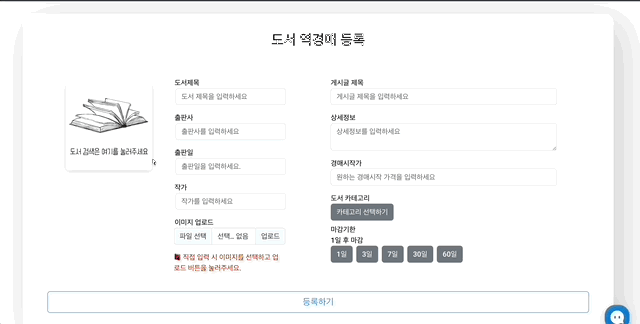 도서 역경매 등록
도서 검색은 여기를 눌러주세요
도서제목
도서 제목을 입력하세요
출판사
출판사를 입력하세요
출판일
출판일을 입력하세요.
작가
작가를 입력하세요
이미지 업로드
파일 선택 선택... 없음 업로드
직접 입력 시 이미지를 선택하고 업
로드 버튼을 눌러주세요.
게시글 제목
게시글 제목을 입력하세요
상세정보
상세정보를 입력하세요
경매시작가
원하는 경매시작 가격을 입력하세요
도서 카테고리
카테고리 선택하기
마감기한
1일 후 마감
1일 3일 7일 30일 60일
등록하기